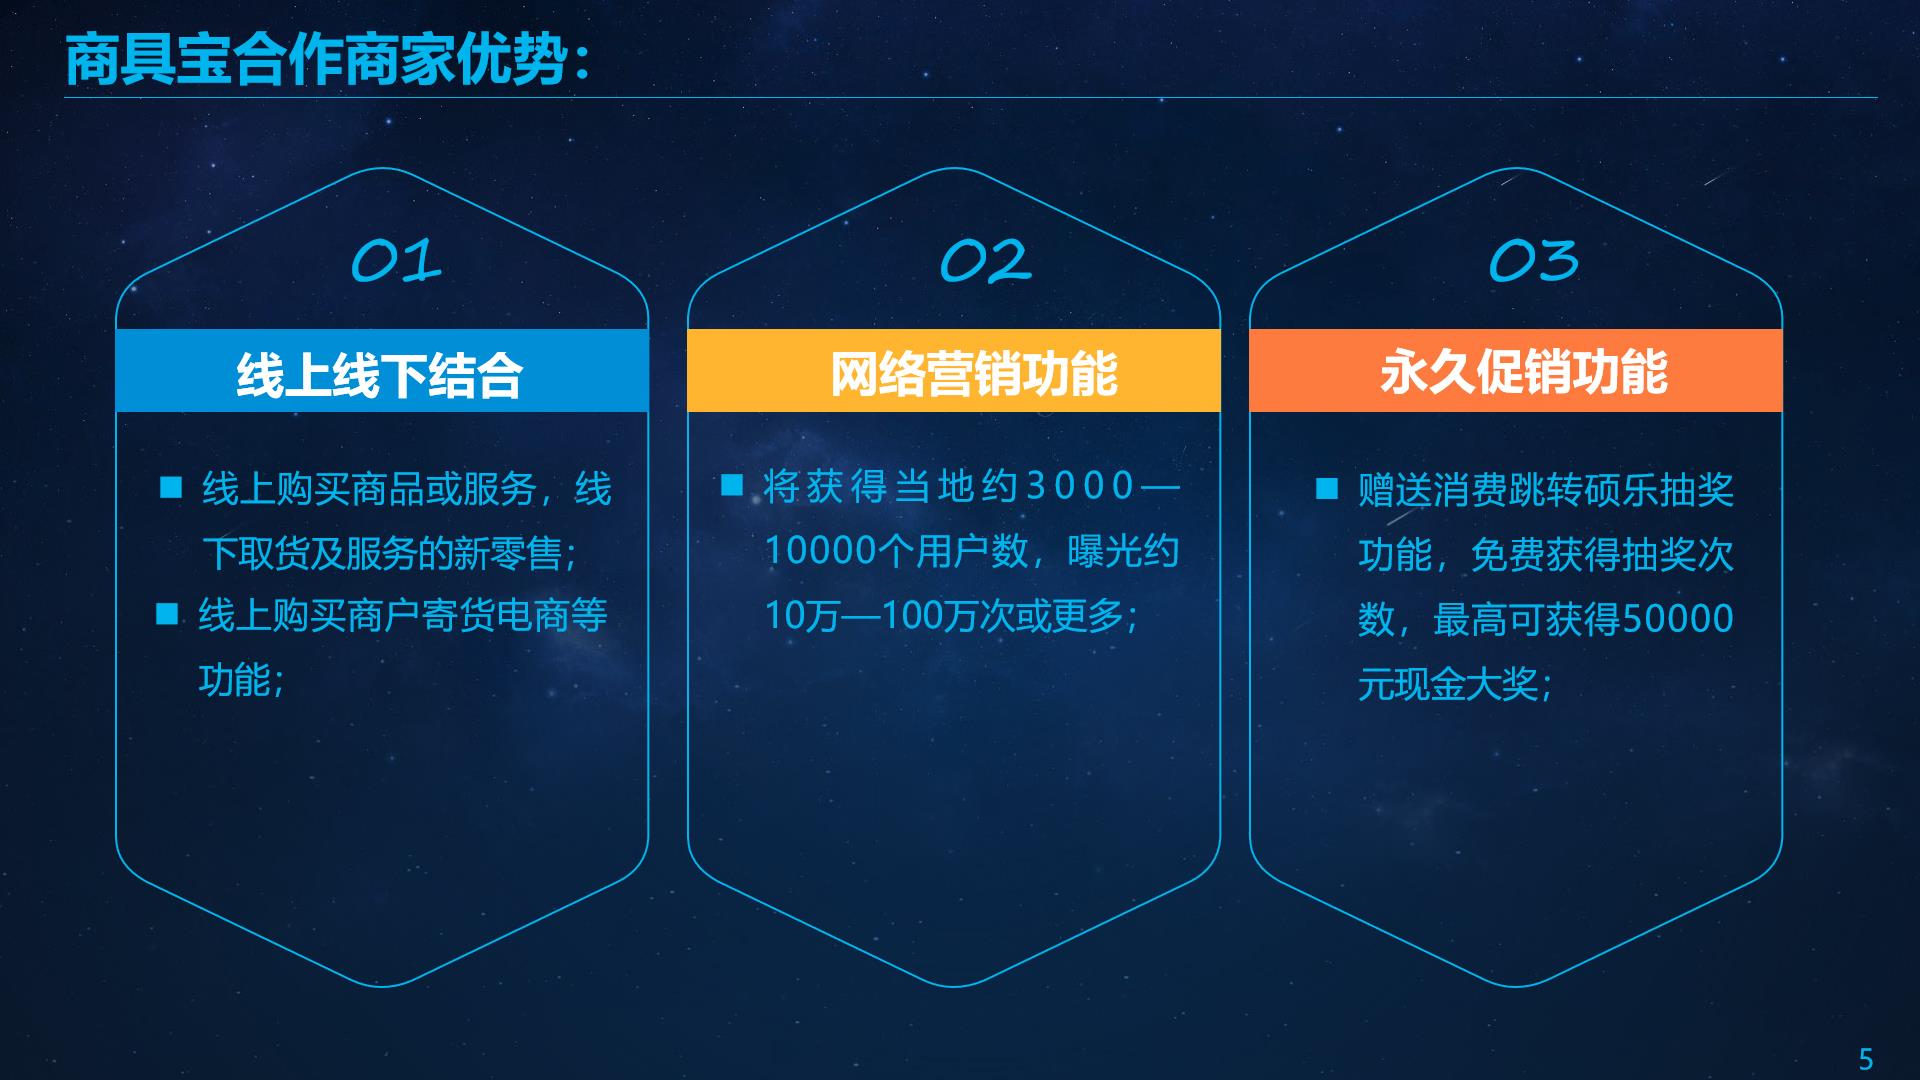 商具宝合作商家优势：
01
线上线下结合
线上购买商品或服务，线
下取货及服务的新零售；
线上购买商户寄货电商等
功能；
02
网络营销功能
将获得当地约3000—
10000个用户数，曝光约
10万—100万次或更多；
03
永久促销功能
赠送消费跳转硕乐抽奖
功能，免费获得抽奖次
数，最高可获得50000
元现金大奖；
5